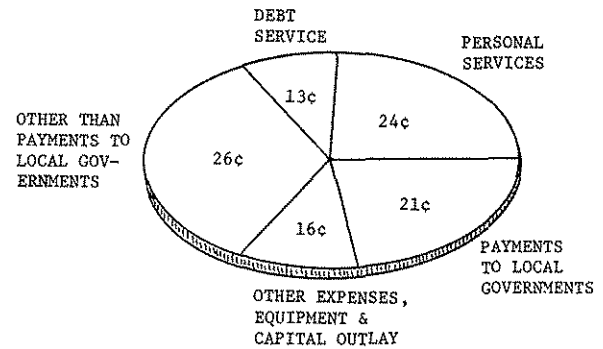 DEBT
SERVICE
13¢
PERSONAL
SERVICES
24¢
OTHER THAN
PAYMENTS TO
LOCAL GOV-
ERNMENTS
26¢
21¢
PAYMENTS
TO LOCAL
GOVERNMENTS
16¢
OTHER EXPENSES,
EQUIPMENT &
CAPITAL OUTLAY